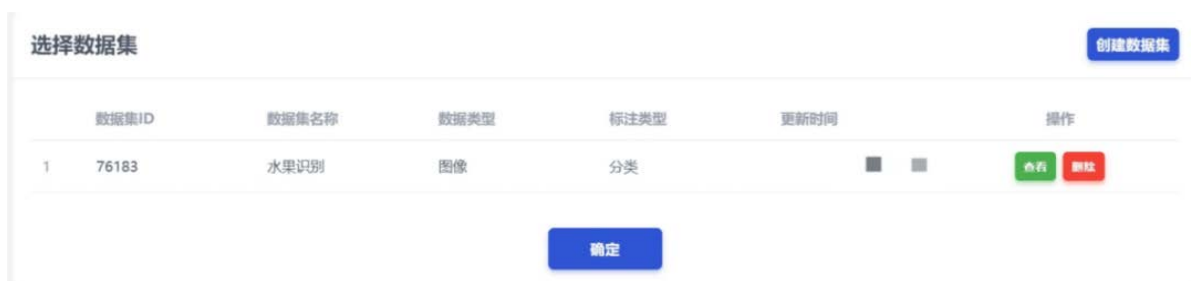 选择数据集 创建数据集
数据集ID 数据集名称 数据类型 标注类型 更新时间 操作
1 76183 水果识别 图像 分类 查看 删除
确定